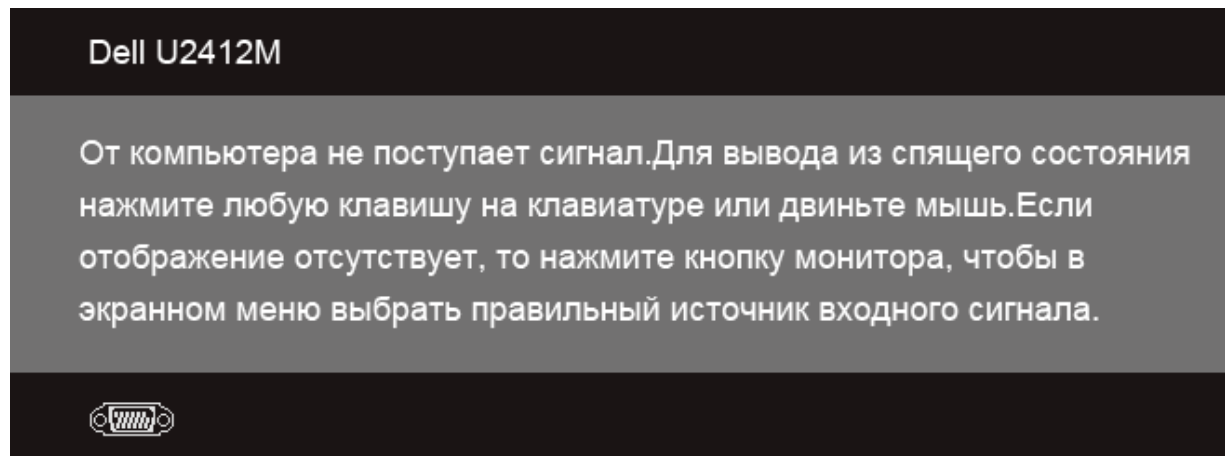 Dell U2412M
От компьютера не поступает сигнал.Для вывода из спящего состояния
нажмите любую клавишу на клавиатуре или двиньте мышь.Если
отображение отсутствует, то нажмите кнопку монитора, чтобы в
экранном меню выбрать правильный источник входного сигнала.